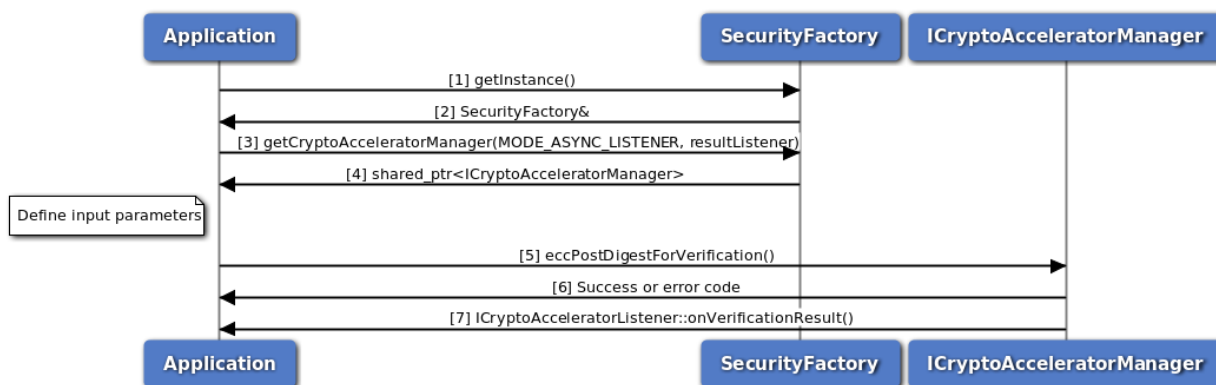 Application
SecurityFactory
ICryptoAcceleratorManager
[1] getInstance()
[2] SecurityFactory&
[3] getCryptoAcceleratorManager(MODE_ASYNC_LISTENER, resultListener)
[4] shared_ptr<ICryptoAcceleratorManager>
Define input parameters
[5] eccPostDigestForVerification()
[6] Success or error code
[7] ICryptoAcceleratorListener::onVerificationResult()
Application
SecurityFactory
ICryptoAcceleratorManager